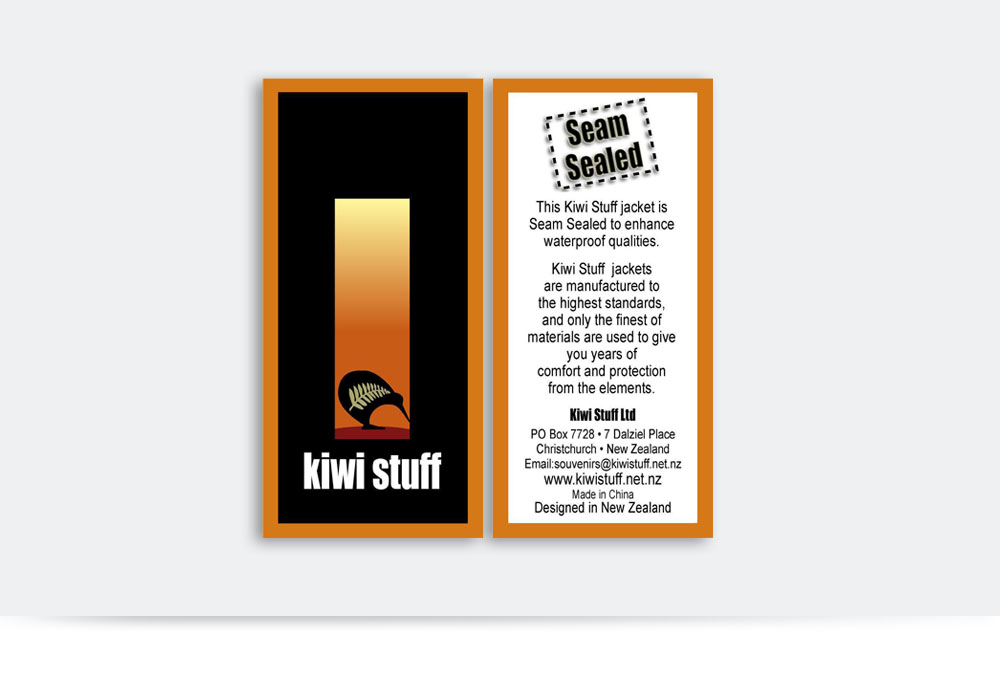 kiwi stuff
Seam
Sealed
This Kiwi Stuff jacket is
Seam Sealed to enhance
waterproof qualities.
Kiwi Stuff jackets
are manufactured to
the highest standards,
and only the finest of
materials are used to give
you years of
comfort and protection
from the elements.
Kiwi Stuff Ltd
PO Box 7728 • 7 Dalziel Place
Christchurch • New Zealand
Email:souvenirs@kiwistuff.net.nz
www.kiwistuff.net.nz
Made in China
Designed in New Zealand